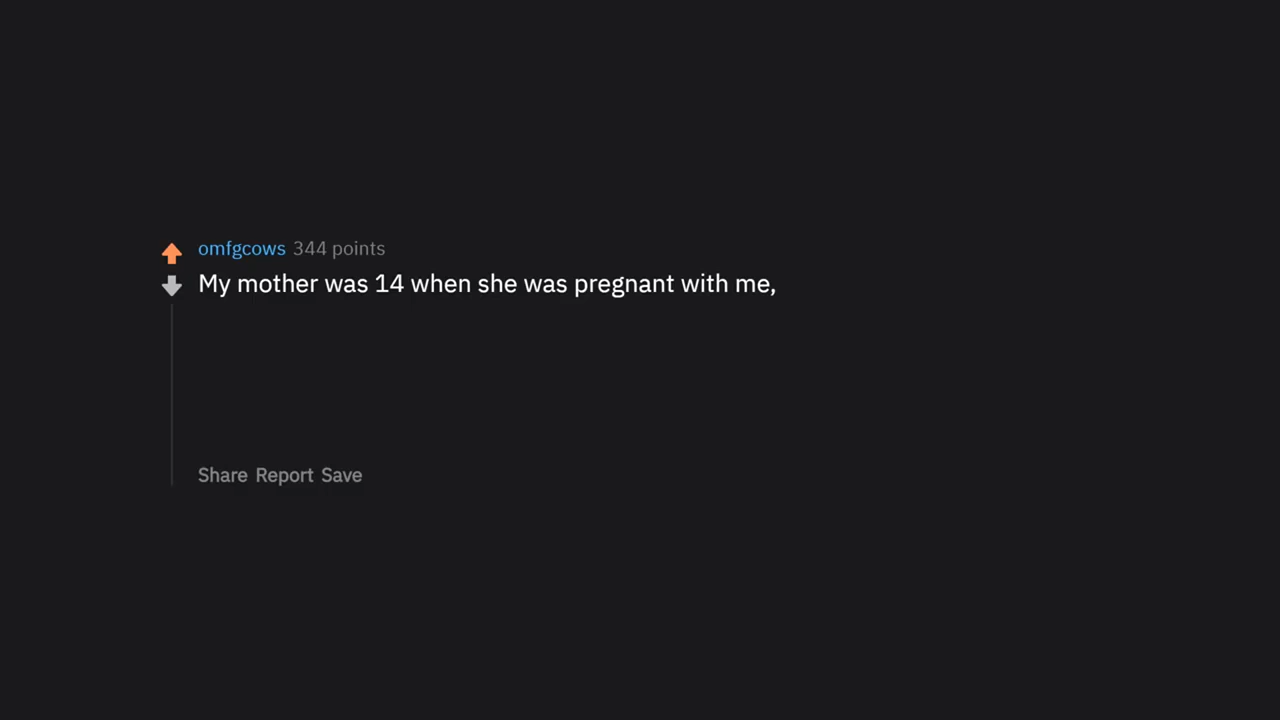 omfgcows 344 points
My mother was 14 when she was pregnant with me,
Share Report Save